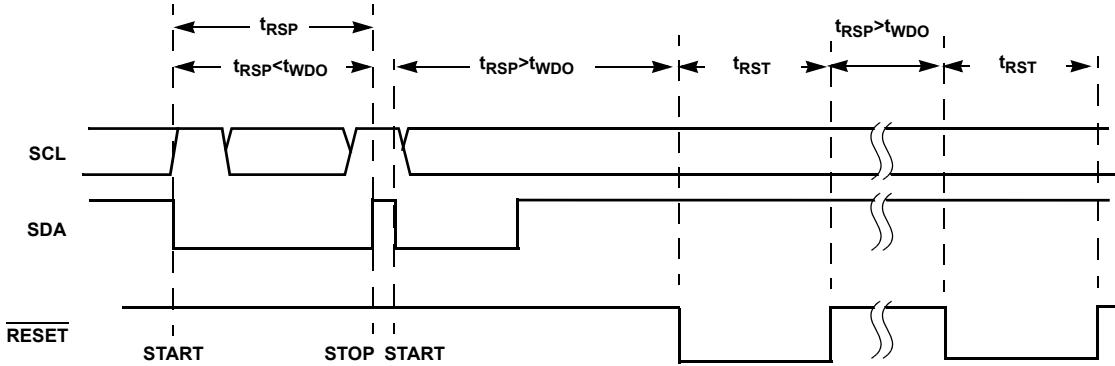 tRSP
tRSP<tWDO
tRSP>tWDO
tRST
tRSP>tWDO
tRST
SCL
SDA
RESET
START
STOP
START